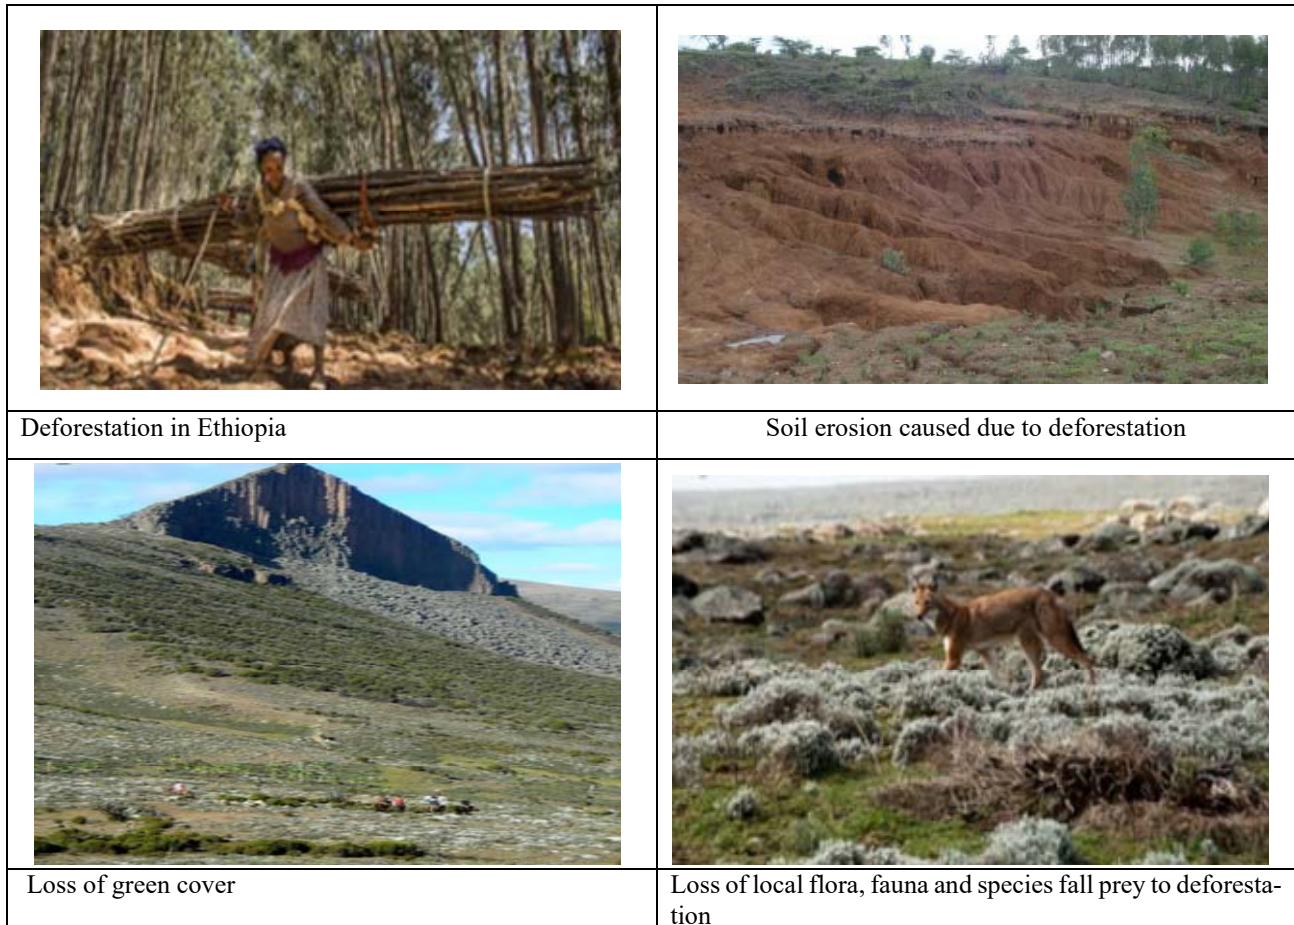 Deforestation in Ethiopia
Soil erosion caused due to deforestation
Loss of green cover
Loss of local flora, fauna and species fall prey to deforesta-
tion